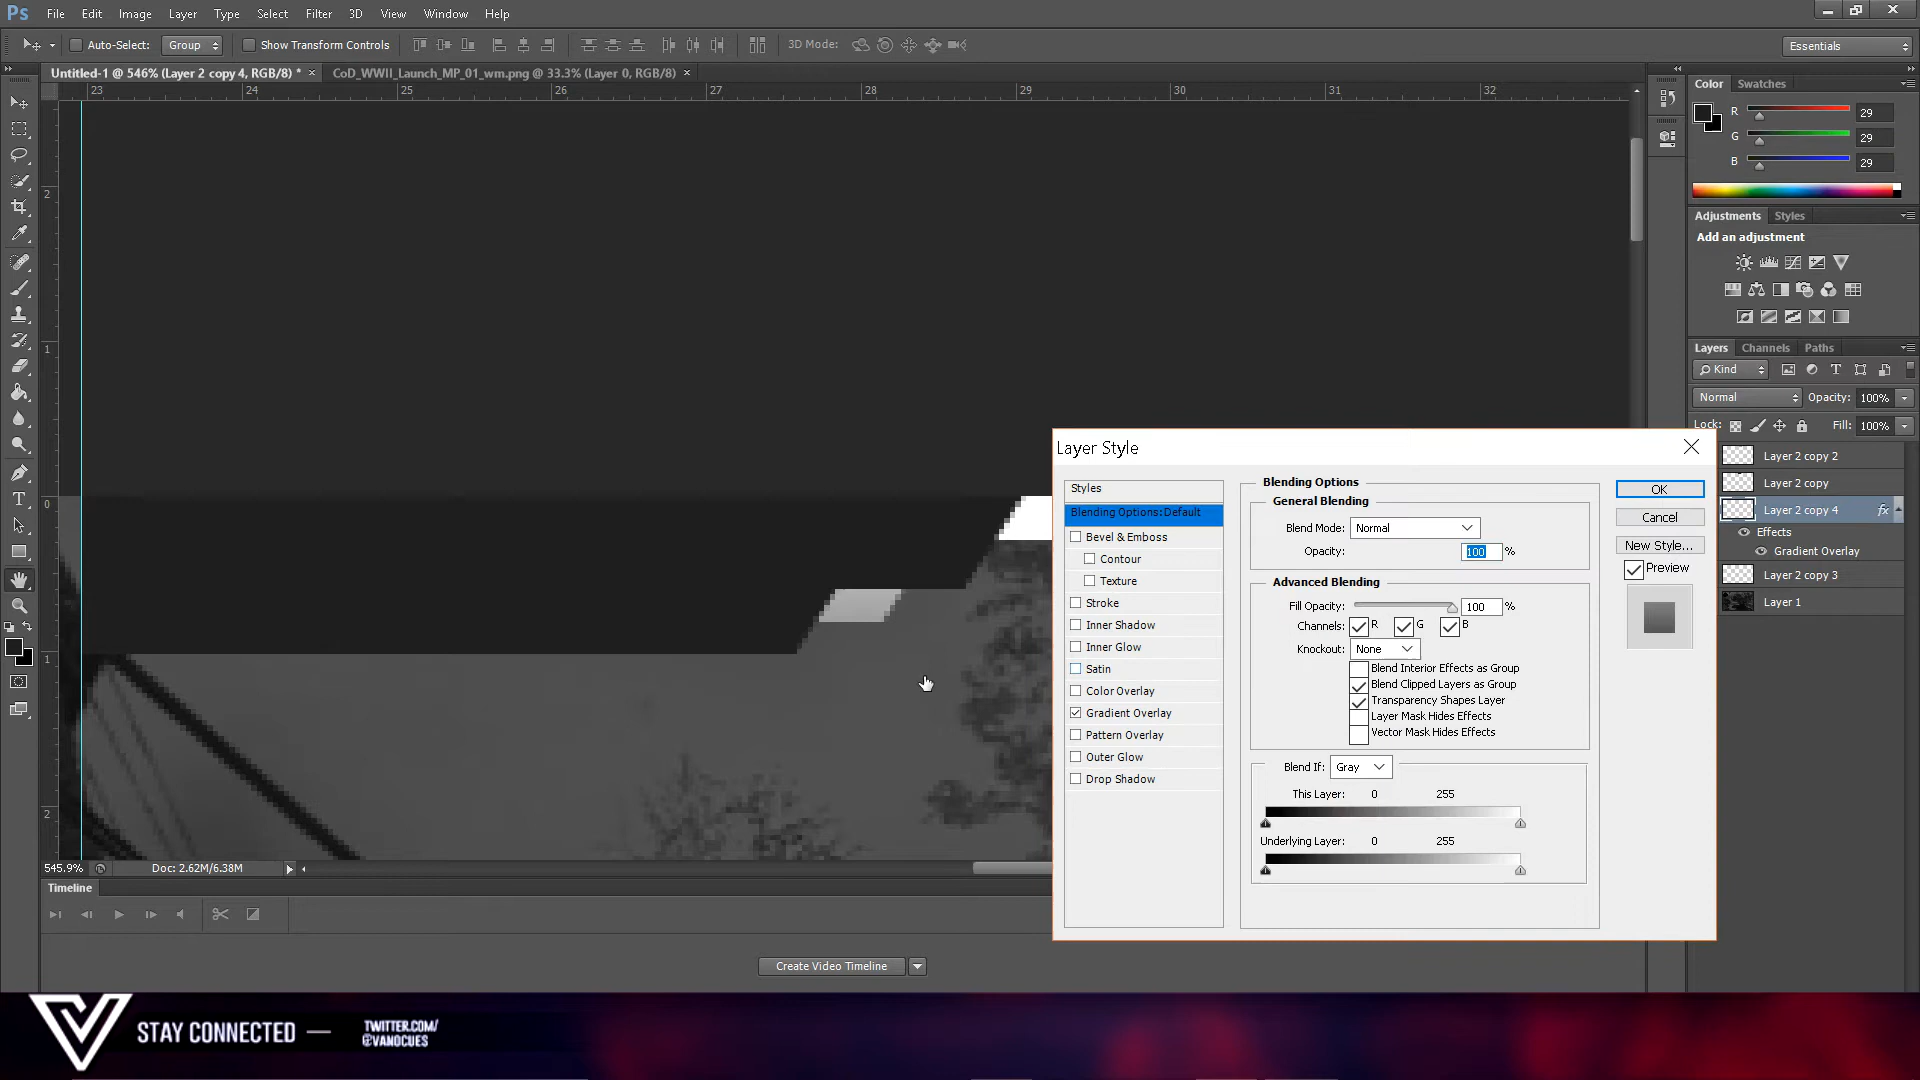 Ps File Edit Image Layer Type Select Filter 3D View Window Help
Auto-Select: Group Show Transform Controls 3D Mode: Essentials
Untitled-1 @ 546% (Layer 2 copy 4, RGB/8) * × CoD_WWII_Launch_MP_01_wm.png @ 33.3% (Layer 0, RGB/8) ×
23 24 25 26 27 28 29 30 31 32
2
1
0
1
2
Color Swatches
R 29
G 29
B 29
Adjustments Styles
Add an adjustment
Layers Channels Paths
Kind
Normal Opacity: 100%
Lock: Fill: 100%
Layer 2 copy 2
Layer 2 copy
Layer 2 copy 4 fx
Effects
Gradient Overlay
Layer 2 copy 3
Layer 1
Layer Style
Styles
Blending Options: Default
Bevel & Emboss
Contour
Texture
Stroke
Inner Shadow
Inner Glow
Satin
Color Overlay
Gradient Overlay
Pattern Overlay
Outer Glow
Drop Shadow
Blending Options
General Blending
Blend Mode: Normal
Opacity: 100 %
Advanced Blending
Fill Opacity: 100 %
Channels: R G B
Knockout: None
Blend Interior Effects as Group
Blend Clipped Layers as Group
Transparency Shapes Layer
Layer Mask Hides Effects
Vector Mask Hides Effects
Blend If: Gray
This Layer: 0 255
Underlying Layer: 0 255
OK
Cancel
New Style...
Preview
545.9% Doc: 2.62M/6.38M
Timeline
Create Video Timeline
STAY CONNECTED — TWITTER.COM/
@VANOCUES